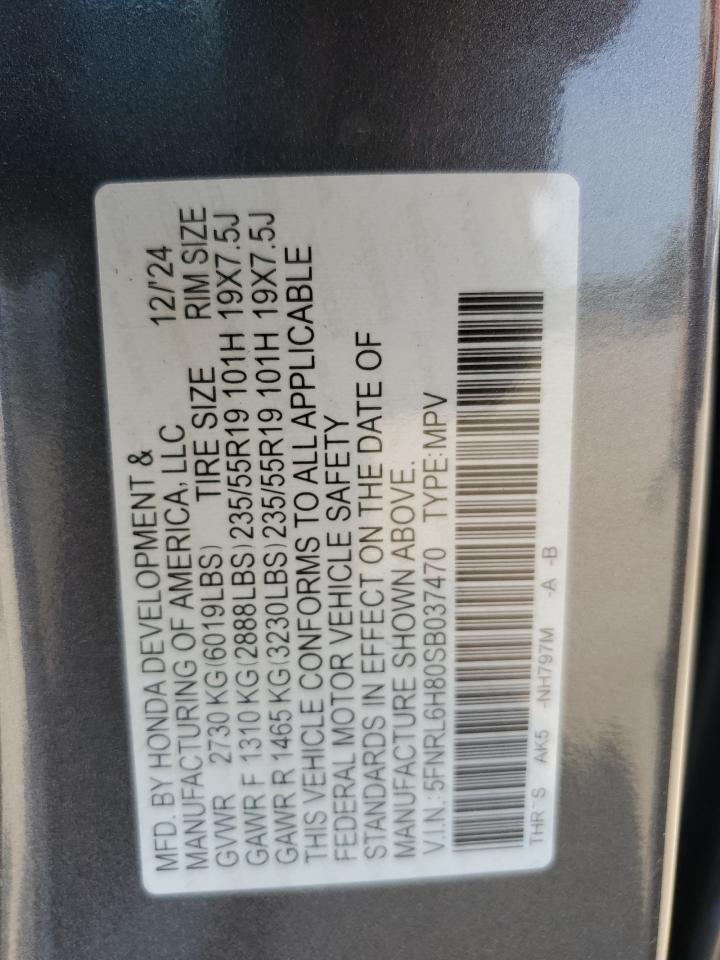 MFD. BY HONDA DEVELOPMENT &
MANUFACTURING OF AMERICA, LLC 12/'24
GVWR 2730 KG(6019LBS) TIRE SIZE RIM SIZE
GAWR F 1310 KG(2888LBS)235/55R19 101H 19X7.5J
GAWR R 1465 KG(3230LBS)235/55R19 101H 19X7.5J
THIS VEHICLE CONFORMS TO ALL APPLICABLE
FEDERAL MOTOR VEHICLE SAFETY
STANDARDS IN EFFECT ON THE DATE OF
MANUFACTURE SHOWN ABOVE.
V.I.N.:5FNRL6H80SB037470 TYPE:MPV
THR-S AK5 -NH797M -A -B